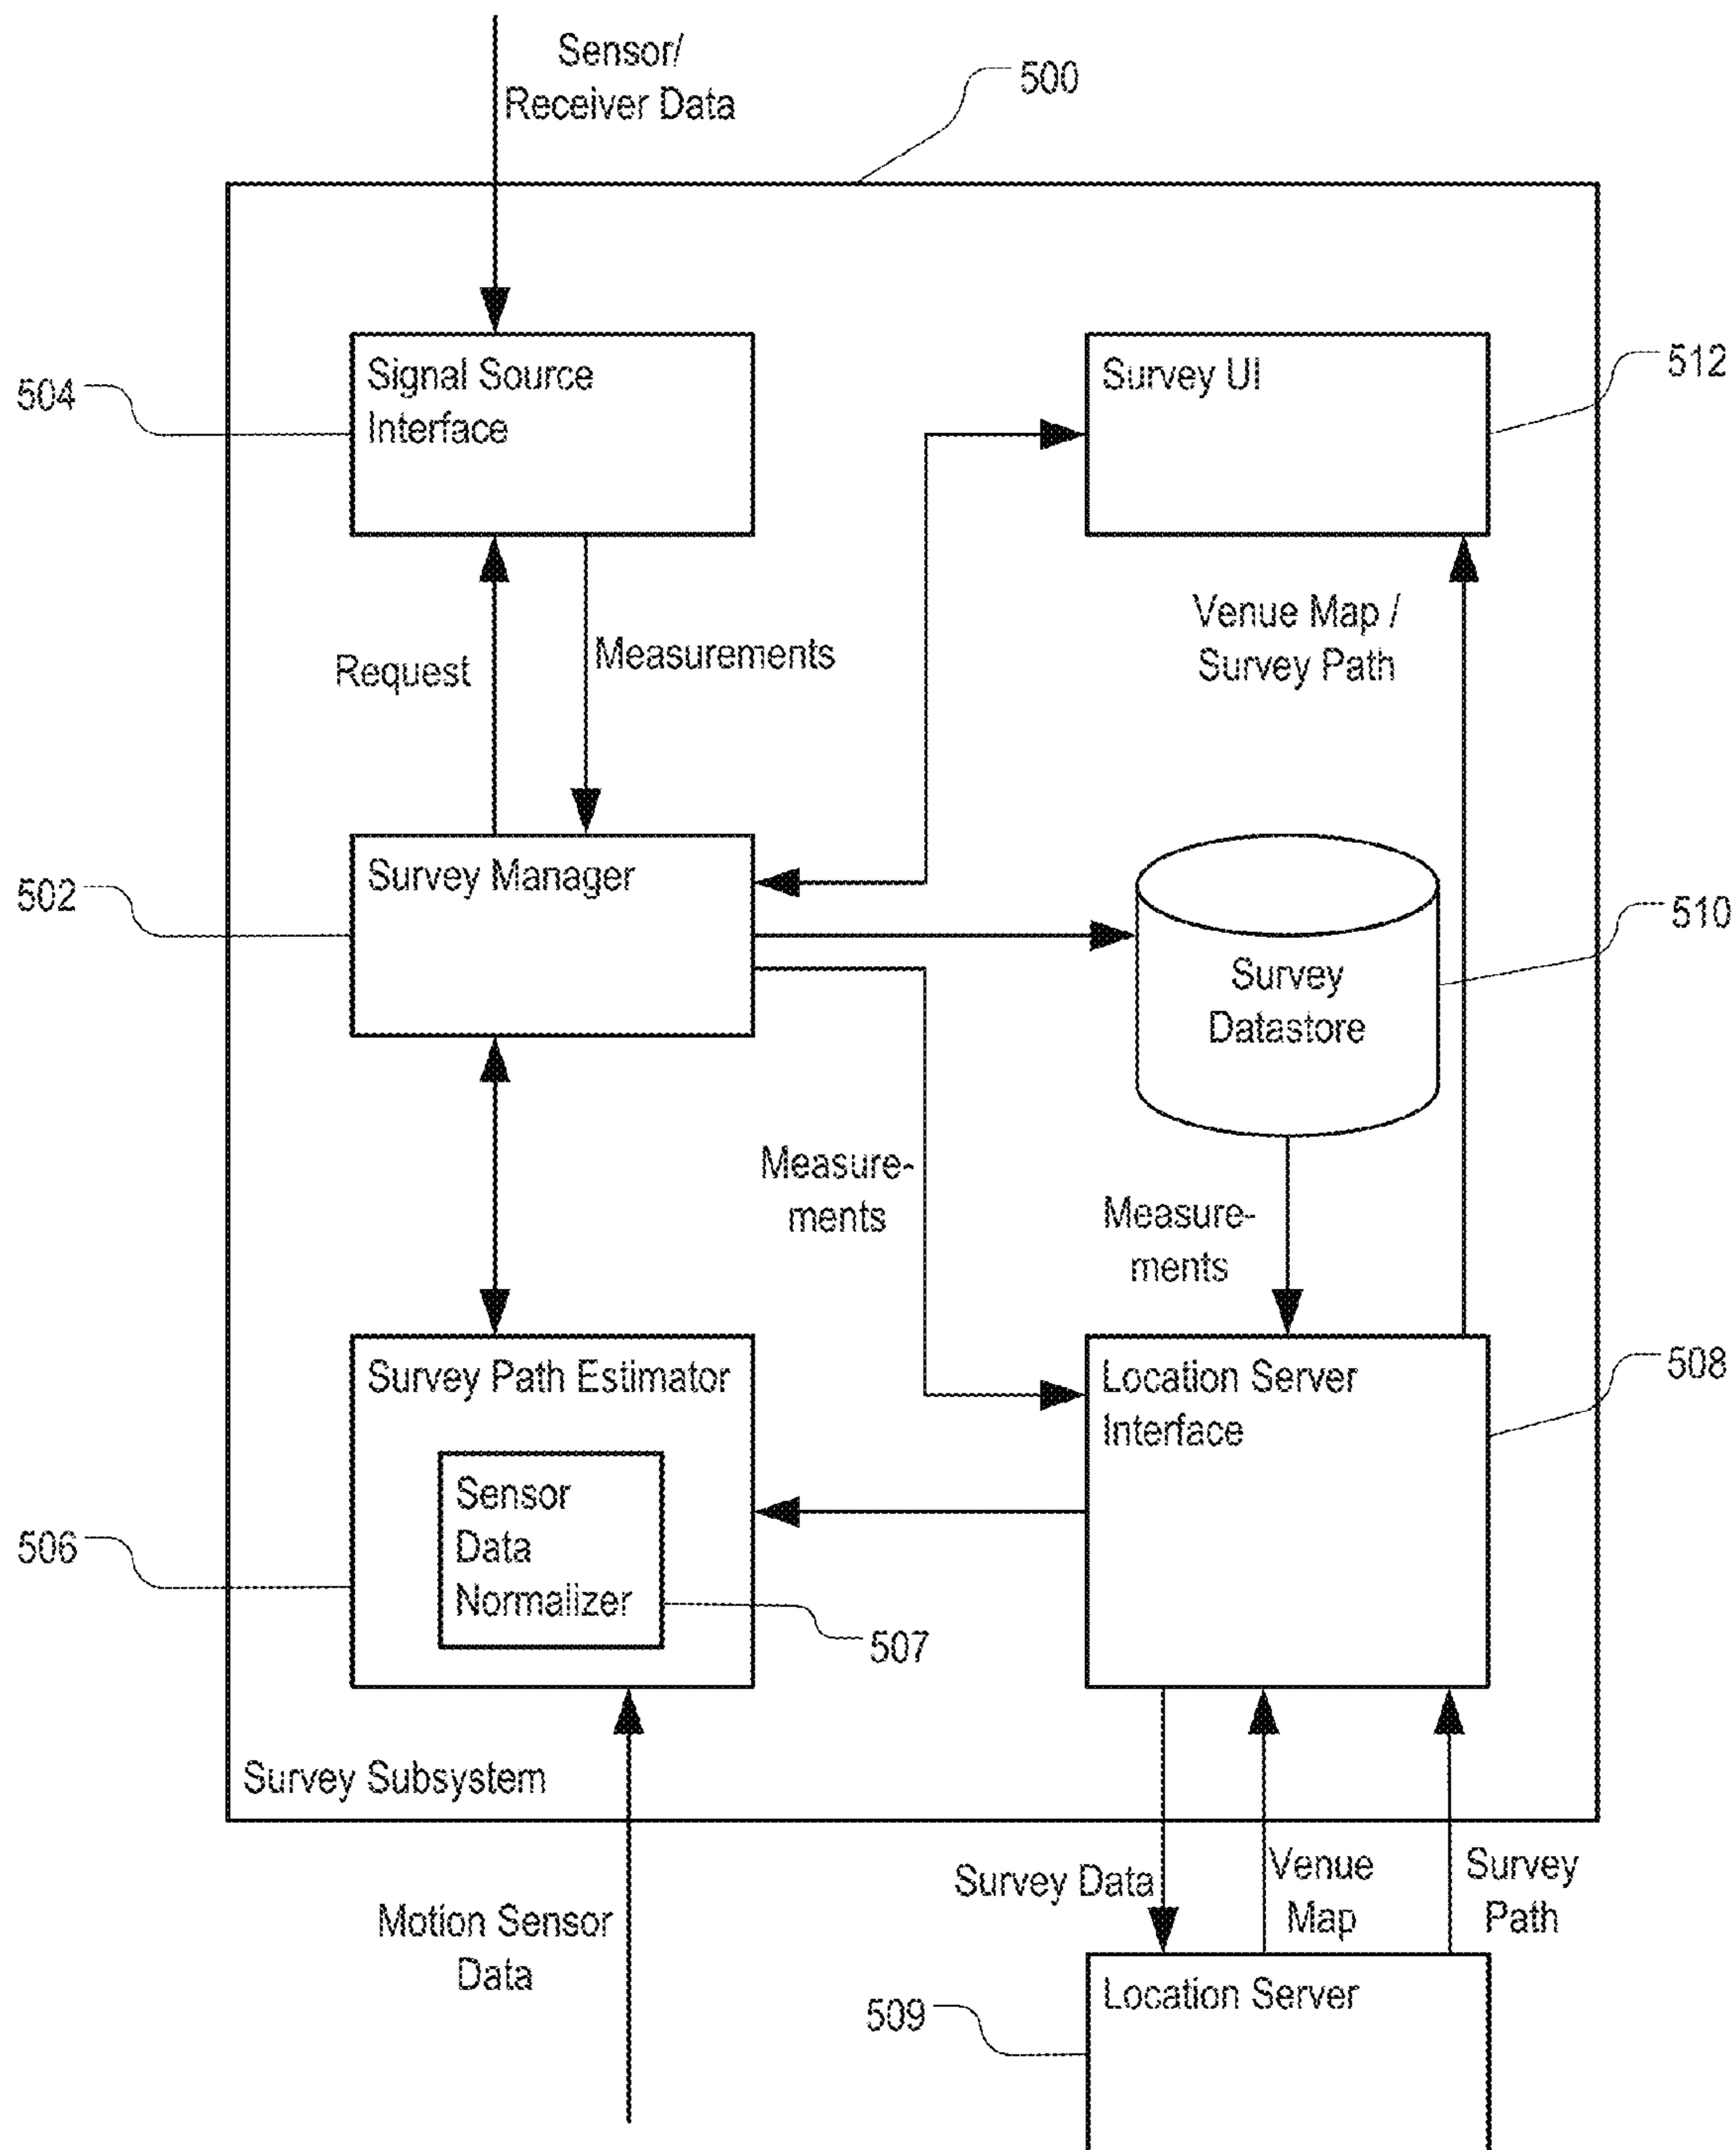 Sensor/
Receiver Data
500
Signal Source
Interface
504
Survey UI
512
Request
Measurements
Venue Map /
Survey Path
Survey Manager
502
Survey
Datastore
510
Measure-
ments
Measure-
ments
Survey Path Estimator
Sensor
Data
Normalizer
506
507
Location Server
Interface
508
Survey Subsystem
Motion Sensor
Data
Survey Data
Venue
Map
Survey
Path
Location Server
509